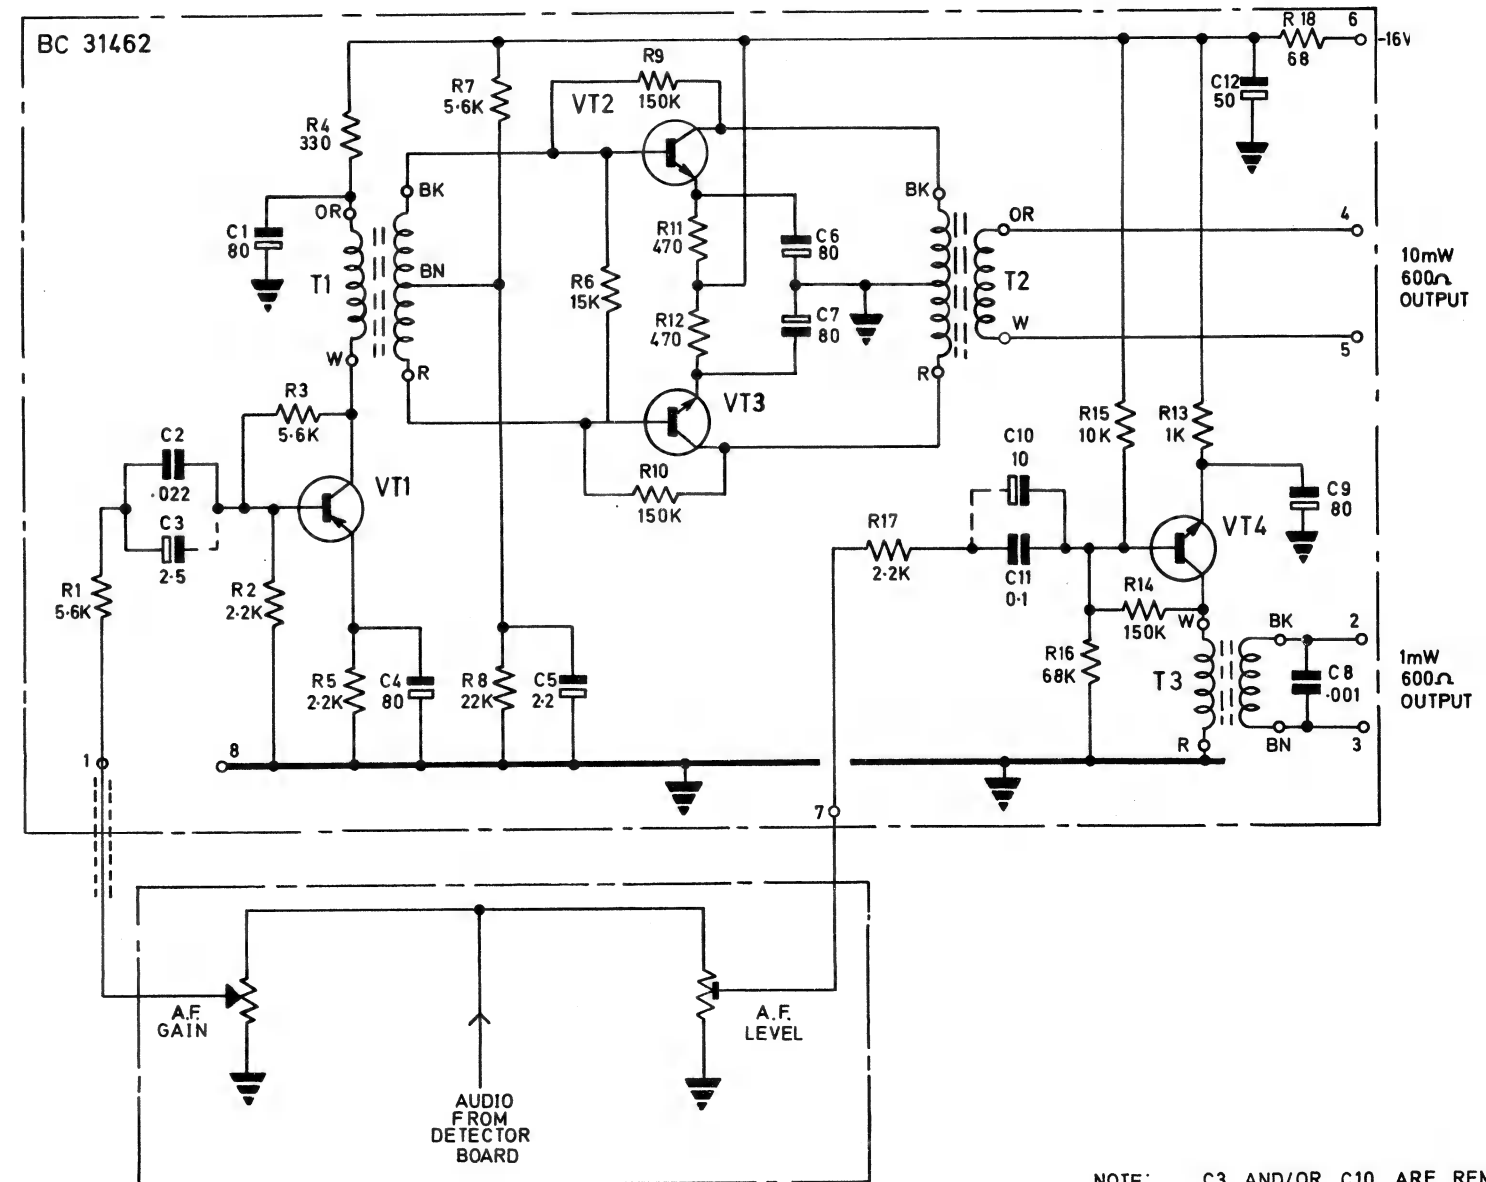 BC 31462
R 18
68
6
-16V
C12
50
R9
150K
R7
5·6K
VT2
R4
330
BK
OR
C1
80
T1
BN
R6
15K
R11
470
C6
80
BK
OR
4
10mW
600Ω
OUTPUT
T2
R12
470
C7
80
W
5
W
R
R
VT3
R3
5·6K
C2
·022
VT1
C3
2·5
R10
150K
R15
10K
R13
1K
C10
10
C9
80
R17
2·2K
VT4
C11
0·1
R1
5·6K
R2
2·2K
R14
150K
W
BK
2
R16
68K
T3
C8
·001
1mW
600Ω
OUTPUT
R5
2·2K
C4
80
R8
22K
C5
2·2
R
BN
3
1
8
7
A.F.
GAIN
A.F.
LEVEL
AUDIO
FROM
DETECTOR
BOARD
NOTE: C3 AND/OR C10 ARE